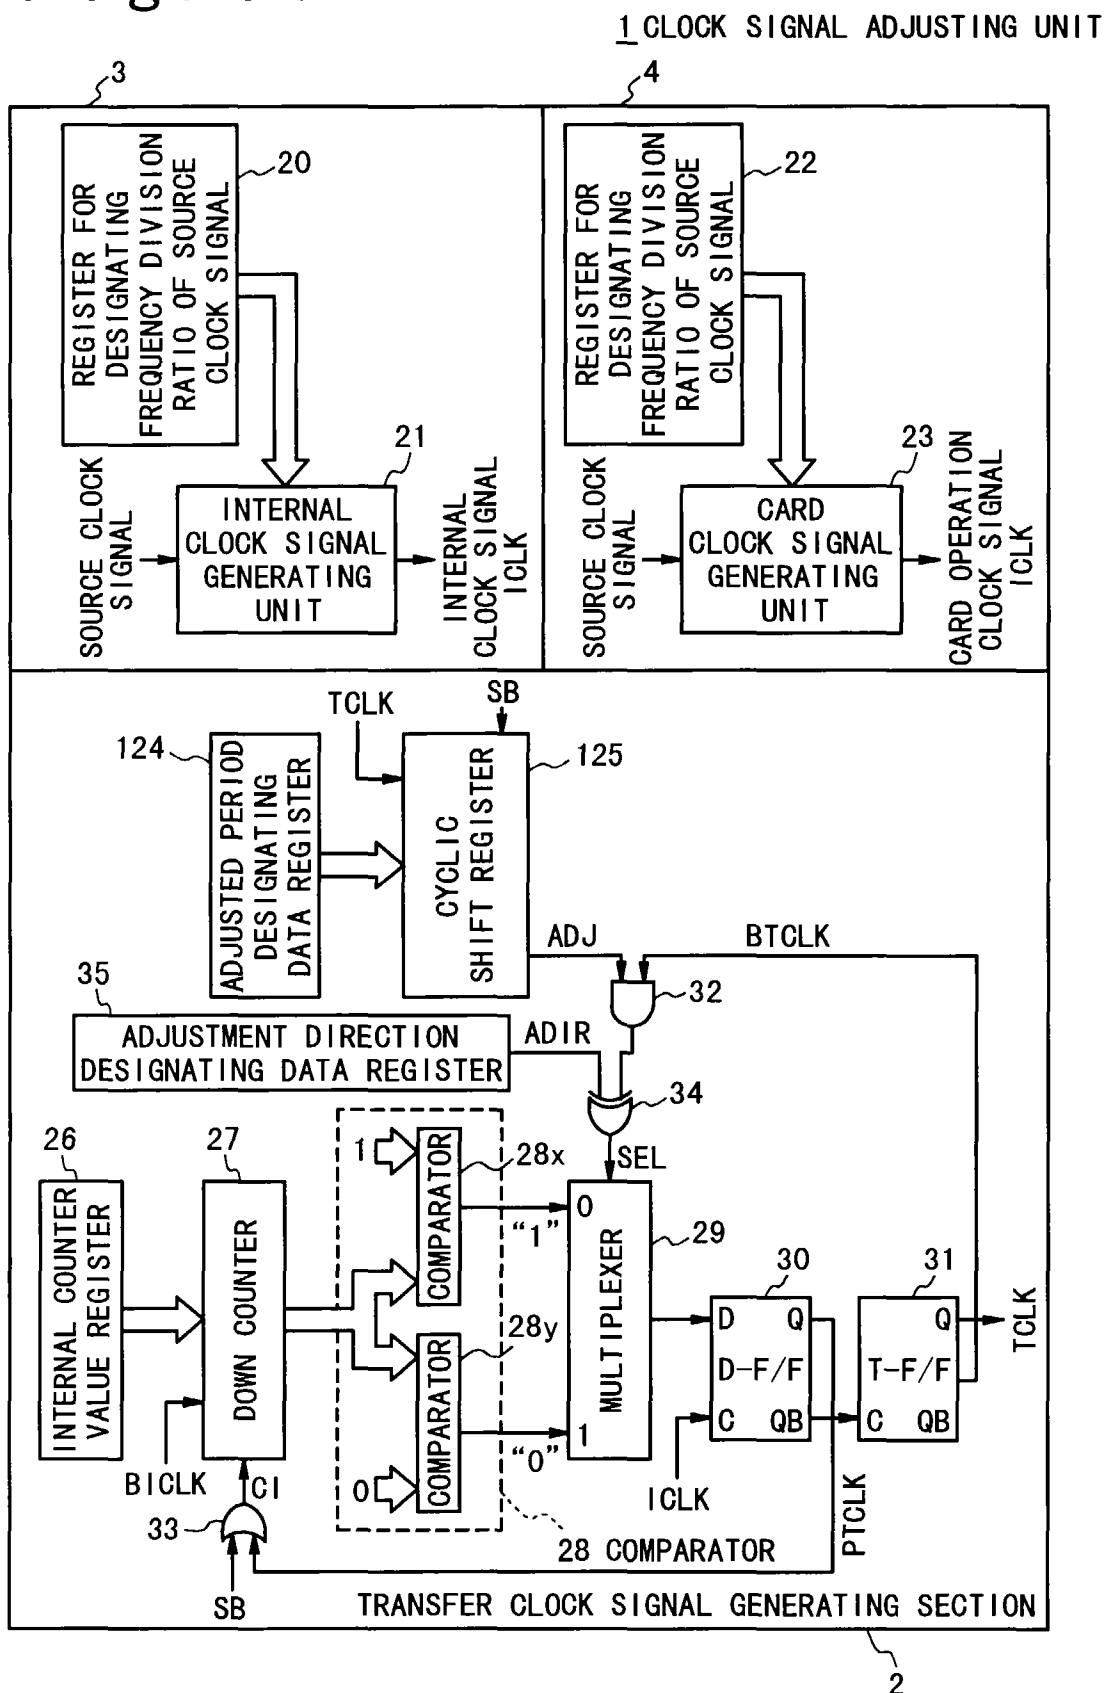 1 CLOCK SIGNAL ADJUSTING UNIT
3
4
REGISTER FOR
DESIGNATING
FREQUENCY DIVISION
RATIO OF SOURCE
CLOCK SIGNAL
20
REGISTER FOR
DESIGNATING
FREQUENCY DIVISION
RATIO OF SOURCE
CLOCK SIGNAL
22
SOURCE CLOCK
SIGNAL
21
INTERNAL
CLOCK SIGNAL
GENERATING
UNIT
INTERNAL
CLOCK SIGNAL
ICLK
SOURCE CLOCK
SIGNAL
23
CARD
CLOCK SIGNAL
GENERATING
UNIT
CARD OPERATION
CLOCK SIGNAL
ICLK
TCLK
SB
124
ADJUSTED PERIOD
DESIGNATING
DATA REGISTER
CYCLIC
SHIFT REGISTER
125
ADJ
BTCLK
32
35
ADJUSTMENT DIRECTION
DESIGNATING DATA REGISTER
ADIR
34
SEL
26
INTERNAL COUNTER
VALUE REGISTER
27
DOWN COUNTER
BICLK
CI
33
SB
1
COMPARATOR
28x
"1"
28y
COMPARATOR
"0"
0
28 COMPARATOR
0
MULTIPLEXER
1
29
30
D Q
D-F/F
C QB
ICLK
PTCLK
31
Q
T-F/F
C QB
TCLK
TRANSFER CLOCK SIGNAL GENERATING SECTION
2